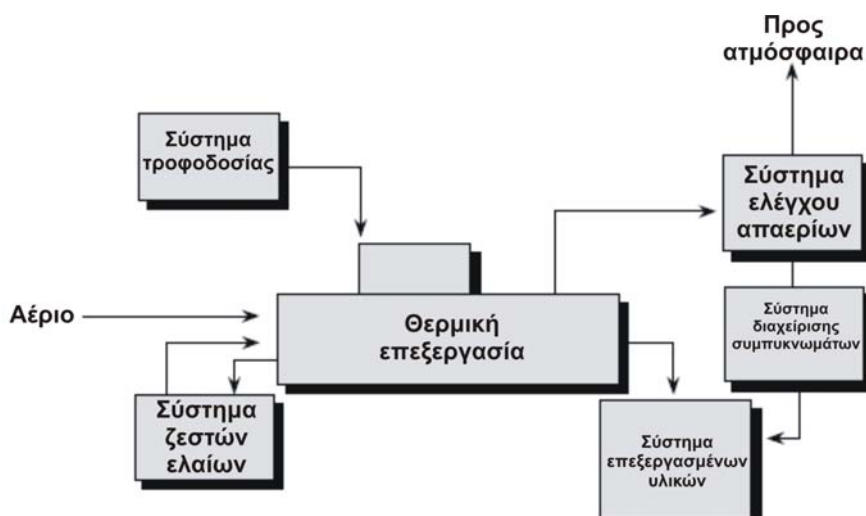 Προς
ατμόσφαιρα
Σύστημα
τροφοδοσίας
Σύστημα
ελέγχου
απαερίων
Αέριο
Θερμική
επεξεργασία
Σύστημα
διαχείρισης
συμπυκνωμάτων
Σύστημα
ζεστών
ελαίων
Σύστημα
επεξεργασμένων
υλικών